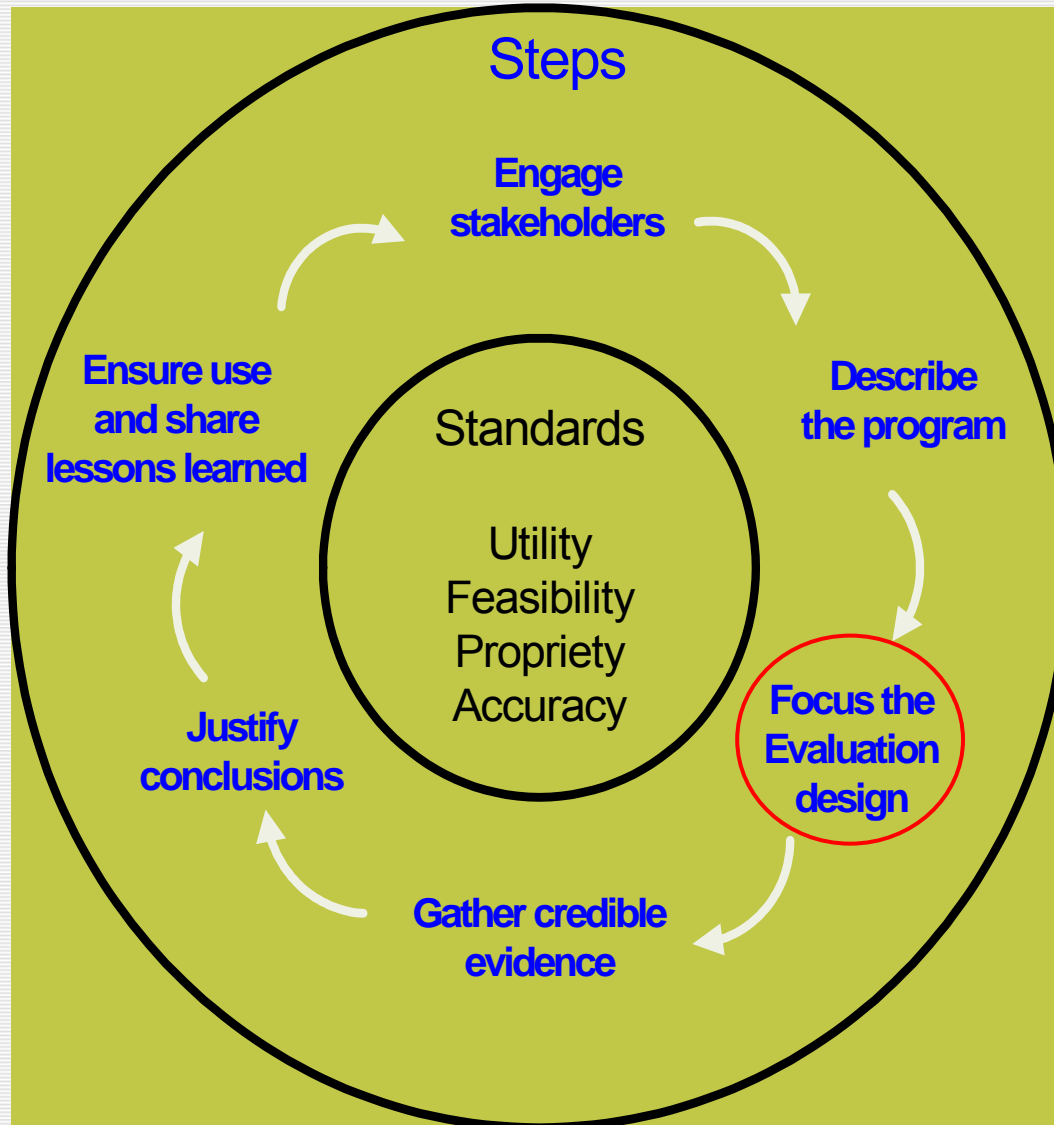 Steps
Engage
stakeholders
Describe
the program
Focus the
Evaluation
design
Gather credible
evidence
Justify
conclusions
Ensure use
and share
lessons learned
Standards
Utility
Feasibility
Propriety
Accuracy